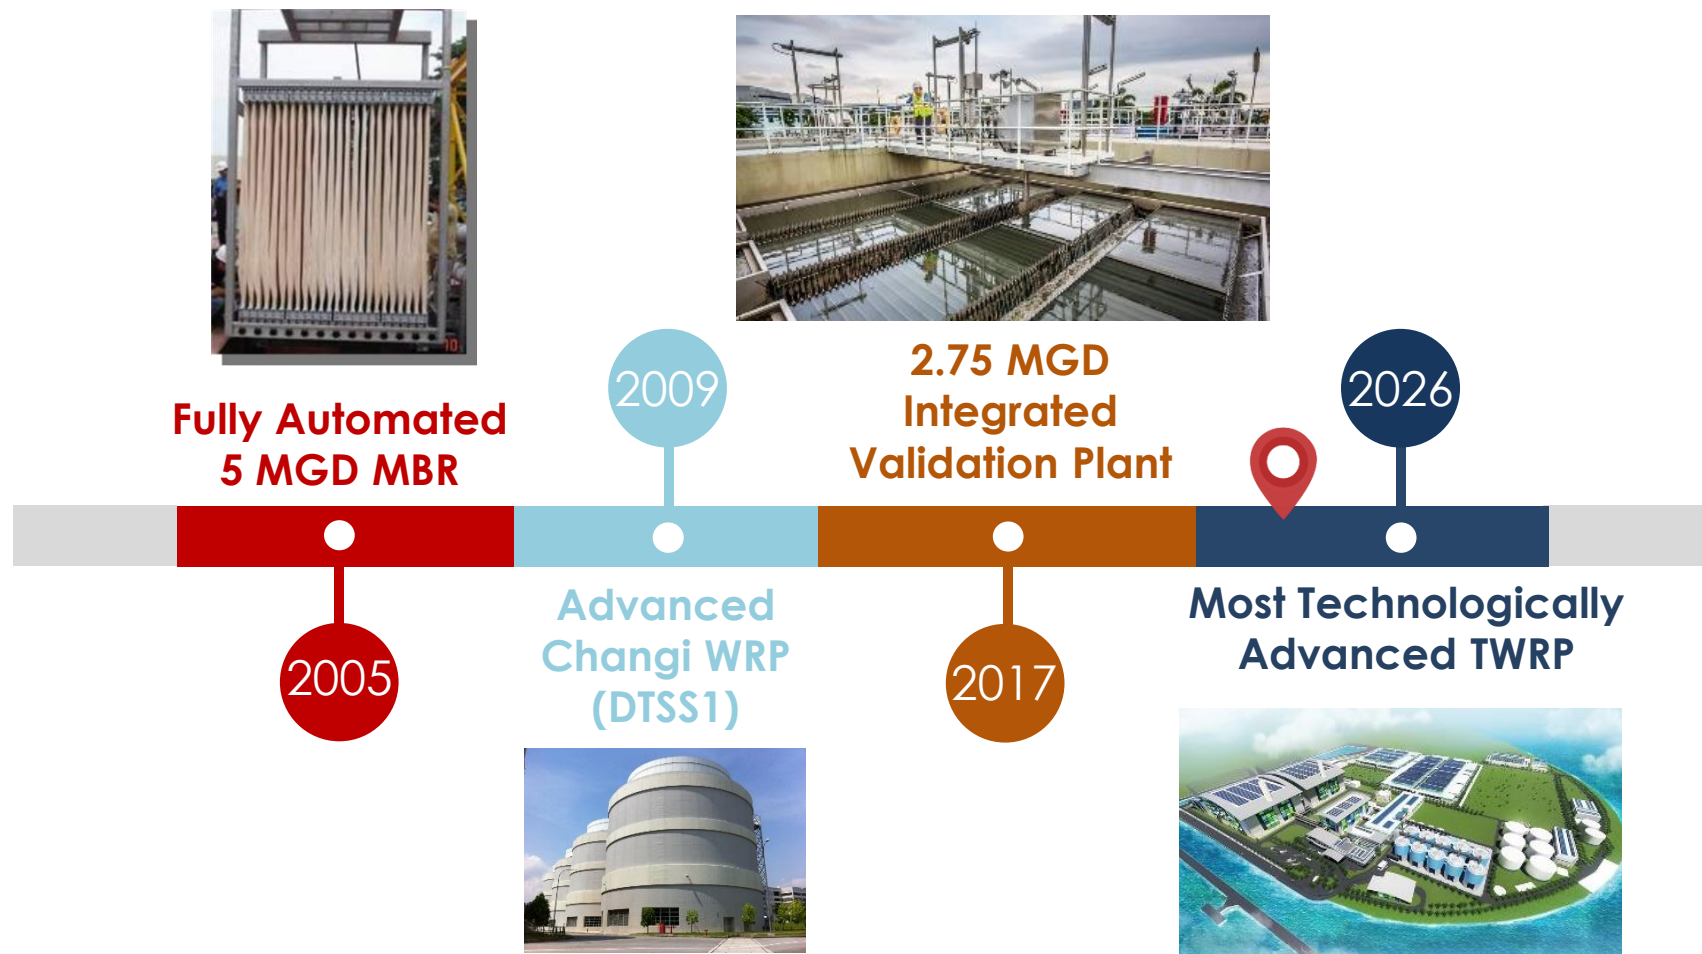 Fully Automated
5 MGD MBR
2005
2009
Advanced
Changi WRP
(DTSS1)
2.75 MGD
Integrated
Validation Plant
2017
2026
Most Technologically
Advanced TWRP